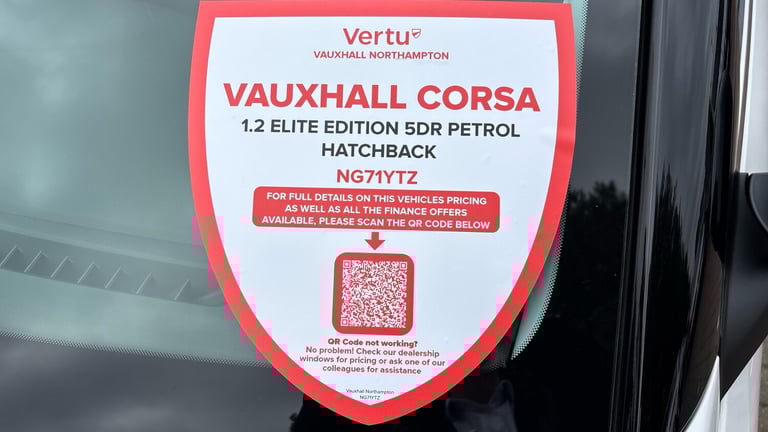 Vertu
VAUXHALL NORTHAMPTON
VAUXHALL CORSA
1.2 ELITE EDITION 5DR PETROL
HATCHBACK
NG71YTZ
FOR FULL DETAILS ON THIS VEHICLES PRICING
AS WELL AS ALL THE FINANCE OFFERS
AVAILABLE, PLEASE SCAN THE QR CODE BELOW
QR Code not working?
No problem! Check our dealership
windows for pricing or ask one of our
colleagues for assistance
Vauxhall Northampton
NG71YTZ